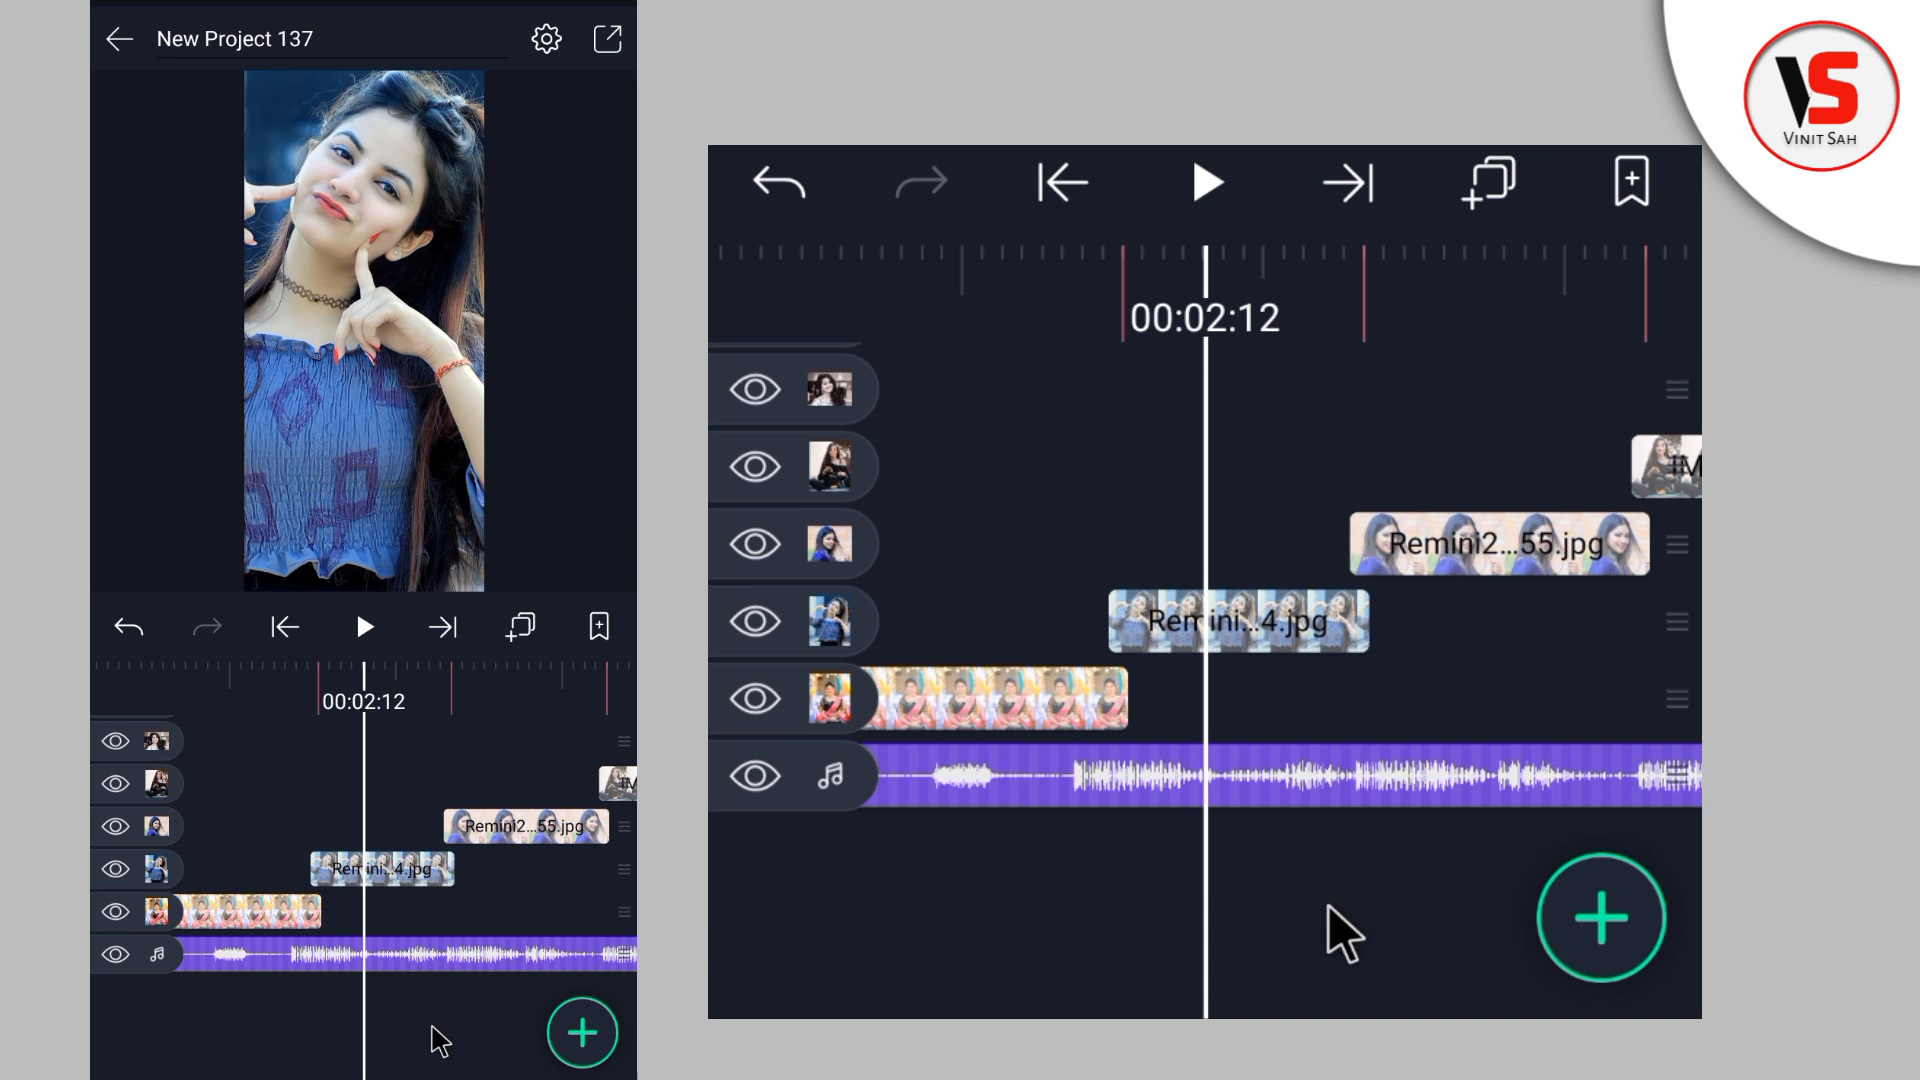 New Project 137
00:02:12
Remini2...55.jpg
Remini...4.jpg
VS
VINIT SAH
00:02:12
IM
Remini2...55.jpg
Remini...4.jpg